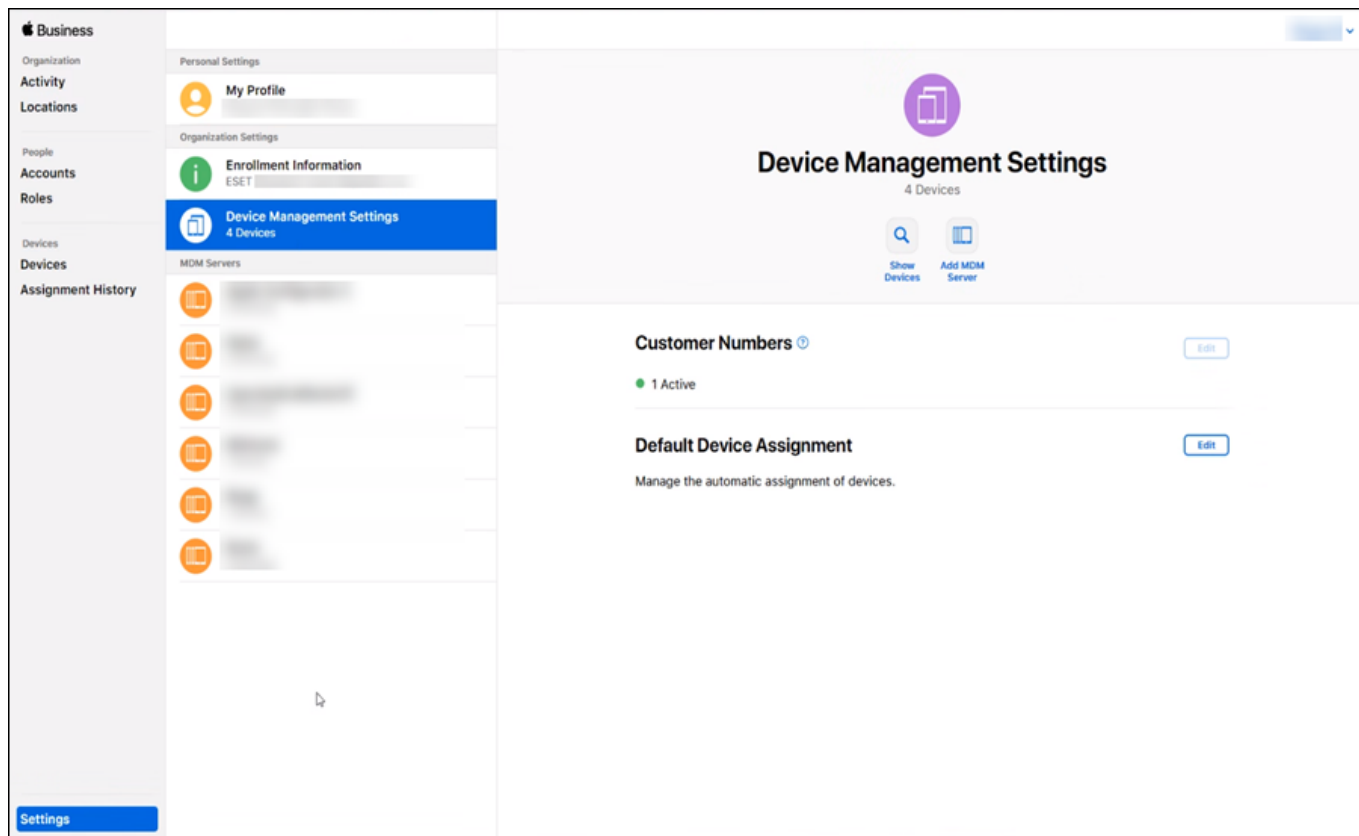 Business
Organization
Activity
Locations
People
Accounts
Roles
Devices
Devices
Assignment History
Settings
Personal Settings
My Profile
Organization Settings
Enrollment Information
ESET
Device Management Settings
4 Devices
MDM Servers
Device Management Settings
4 Devices
Show
Devices
Add MDM
Server
Customer Numbers
Edit
1 Active
Default Device Assignment
Edit
Manage the automatic assignment of devices.